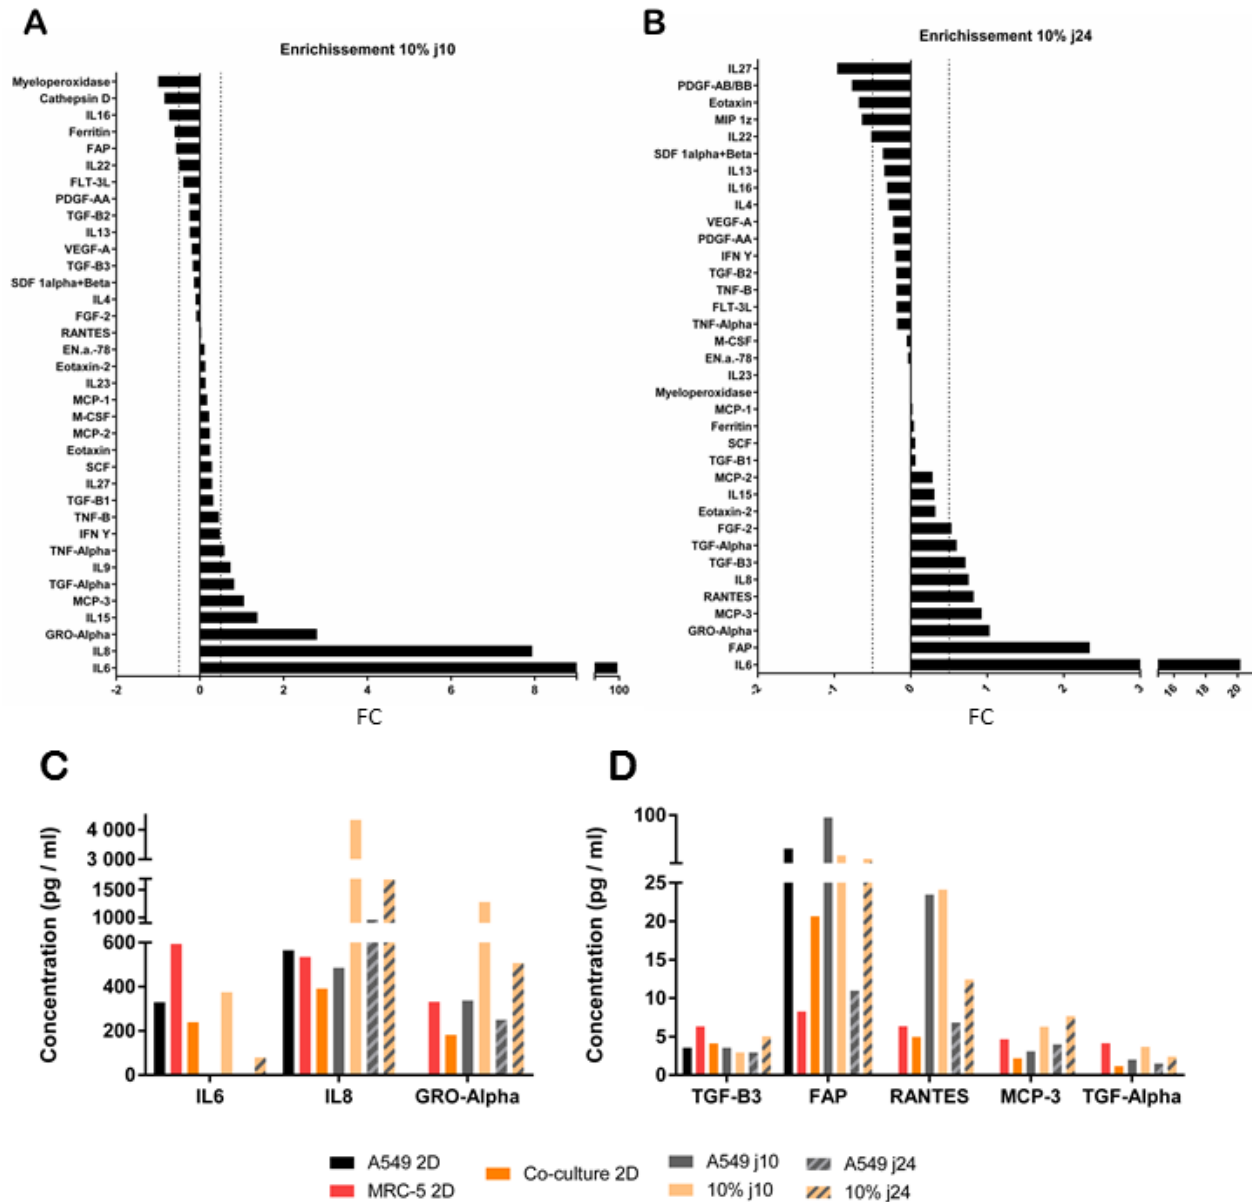 A
Enrichissement 10% j10
Myeloperoxidase
Cathepsin D
IL16
Ferritin
FAP
IL22
FLT-3L
PDGF-AA
TGF-B2
IL13
VEGF-A
TGF-B3
SDF 1alpha+Beta
IL4
FGF-2
RANTES
EN.a.-78
Eotaxin-2
IL23
MCP-1
M-CSF
MCP-2
Eotaxin
SCF
IL27
TGF-B1
TNF-B
IFN Y
TNF-Alpha
IL9
TGF-Alpha
MCP-3
IL15
GRO-Alpha
IL8
IL6
-2 0 2 4 6 8 100
FC
B
Enrichissement 10% j24
IL27
PDGF-AB/BB
Eotaxin
MIP 1z
IL22
SDF 1alpha+Beta
IL13
IL16
IL4
VEGF-A
PDGF-AA
IFN Y
TGF-B2
TNF-B
FLT-3L
TNF-Alpha
M-CSF
EN.a.-78
IL23
Myeloperoxidase
MCP-1
Ferritin
SCF
TGF-B1
MCP-2
IL15
Eotaxin-2
FGF-2
TGF-Alpha
TGF-B3
IL8
RANTES
MCP-3
GRO-Alpha
FAP
IL6
-2 -1 0 1 2 3 16 18 20
FC
C
Concentration (pg / ml)
4 000
3 000
1500
1000
600
400
200
0
IL6 IL8 GRO-Alpha
D
Concentration (pg / ml)
100
25
20
15
10
5
0
TGF-B3 FAP RANTES MCP-3 TGF-Alpha
A549 2D
MRC-5 2D
Co-culture 2D
A549 j10
10% j10
A549 j24
10% j24